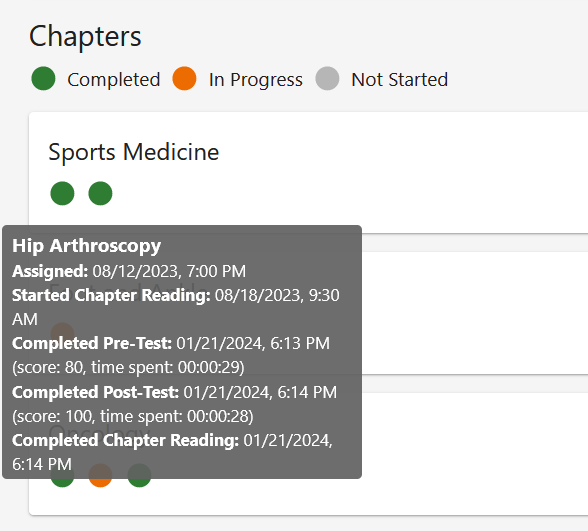 Chapters
Completed In Progress Not Started
Sports Medicine
Hip Arthroscopy
Assigned: 08/12/2023, 7:00 PM
Started Chapter Reading: 08/18/2023, 9:30
AM
Completed Pre-Test: 01/21/2024, 6:13 PM
(score: 80, time spent: 00:00:29)
Completed Post-Test: 01/21/2024, 6:14 PM
(score: 100, time spent: 00:00:28)
Completed Chapter Reading: 01/21/2024,
6:14 PM
Oncology